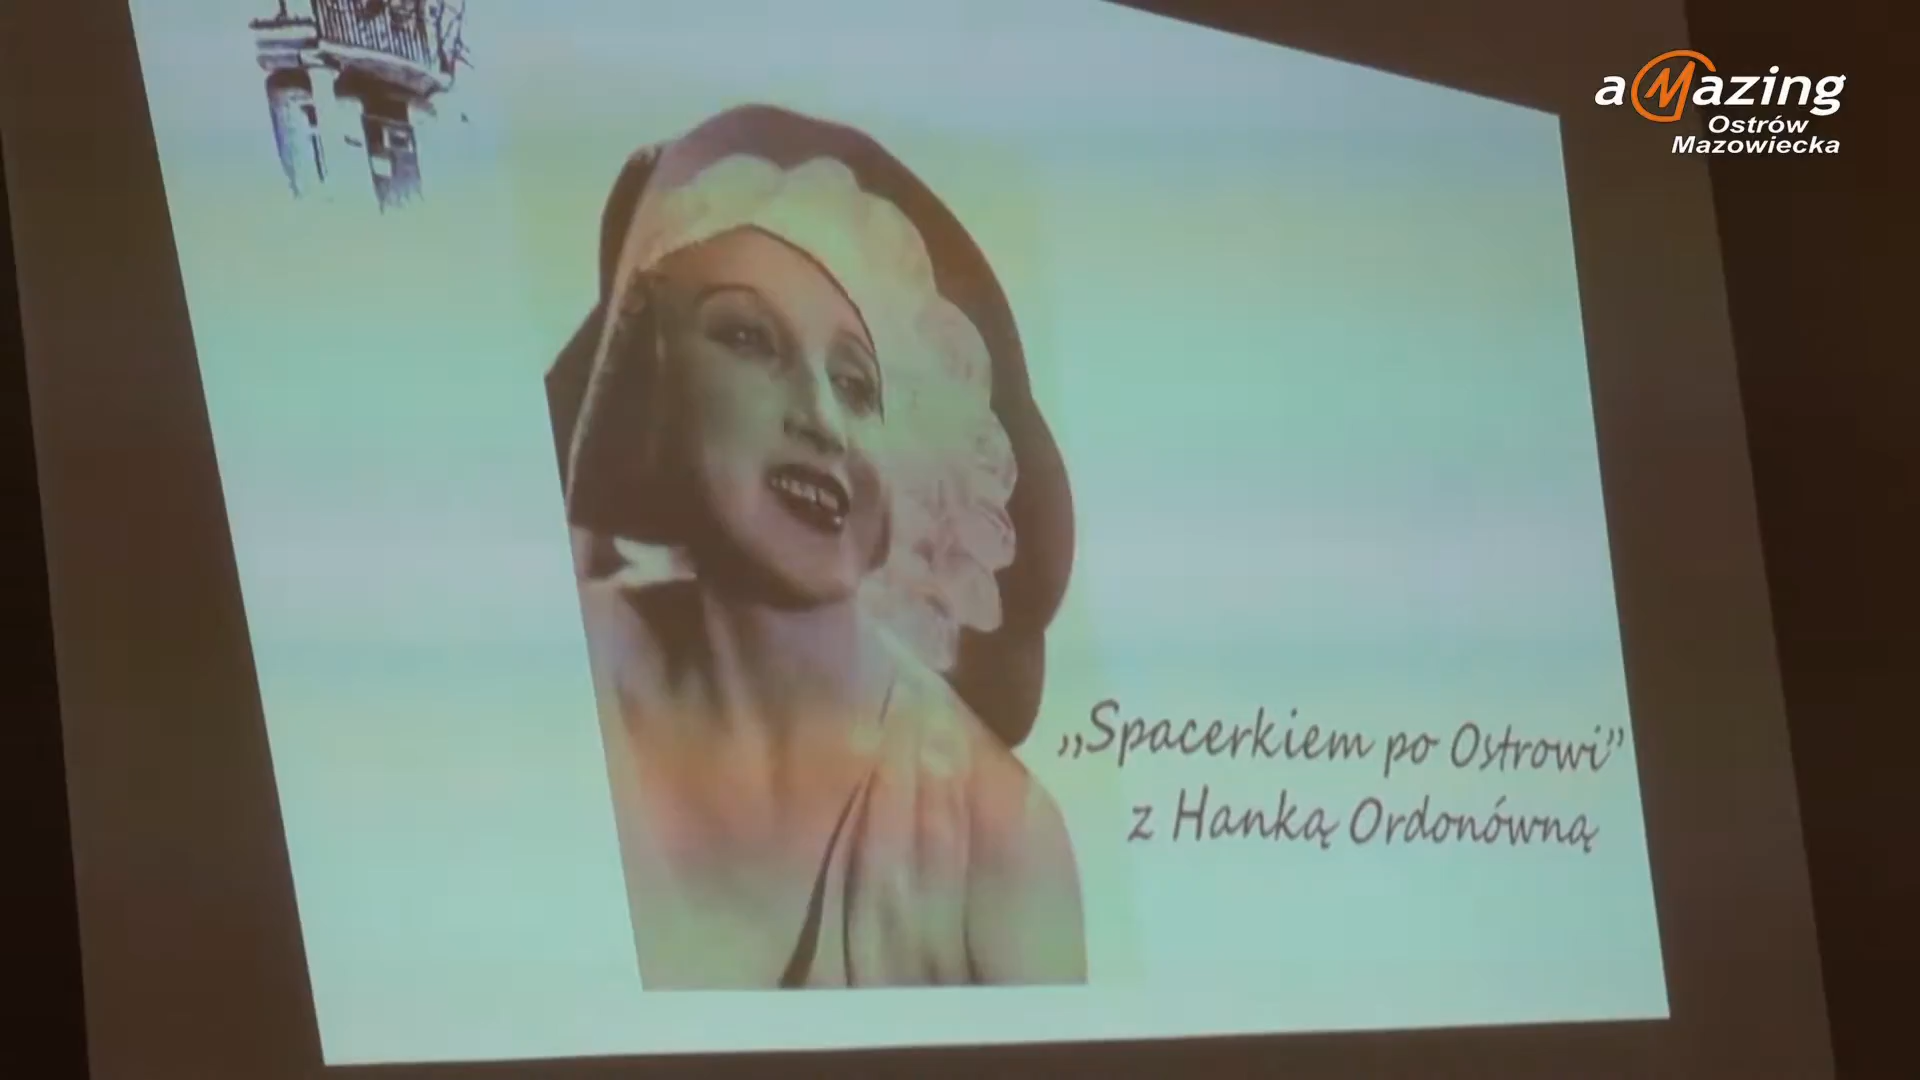 aMazing
Ostrów
Mazowiecka
„Spacerkiem po Ostrowi”
z Hanką Ordonówną